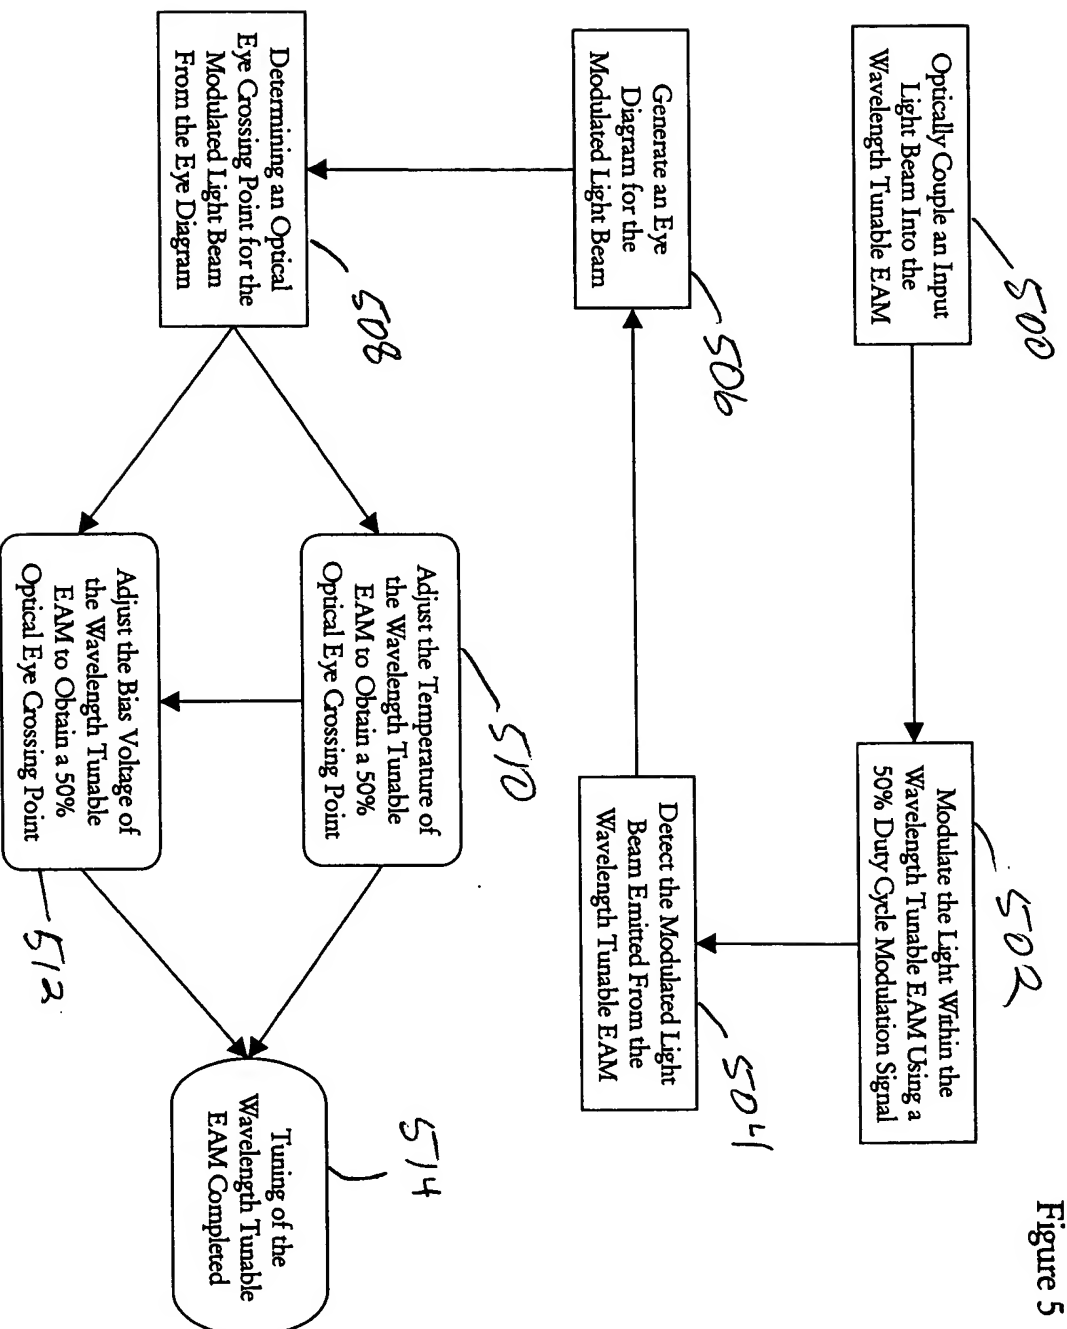 Figure 5
Optically Couple an Input
Light Beam Into the
Wavelength Tunable EAM
500
Modulate the Light Within the
Wavelength Tunable EAM Using a
50% Duty Cycle Modulation Signal
502
Generate an Eye
Diagram for the
Modulated Light Beam
506
Detect the Modulated Light
Beam Emitted From the
Wavelength Tunable EAM
504
Determining an Optical
Eye Crossing Point for the
Modulated Light Beam
From the Eye Diagram
508
Adjust the Temperature of
the Wavelength Tunable
EAM to Obtain a 50%
Optical Eye Crossing Point
510
Adjust the Bias Voltage of
the Wavelength Tunable
EAM to Obtain a 50%
Optical Eye Crossing Point
512
Tuning of the
Wavelength Tunable
EAM Completed
514